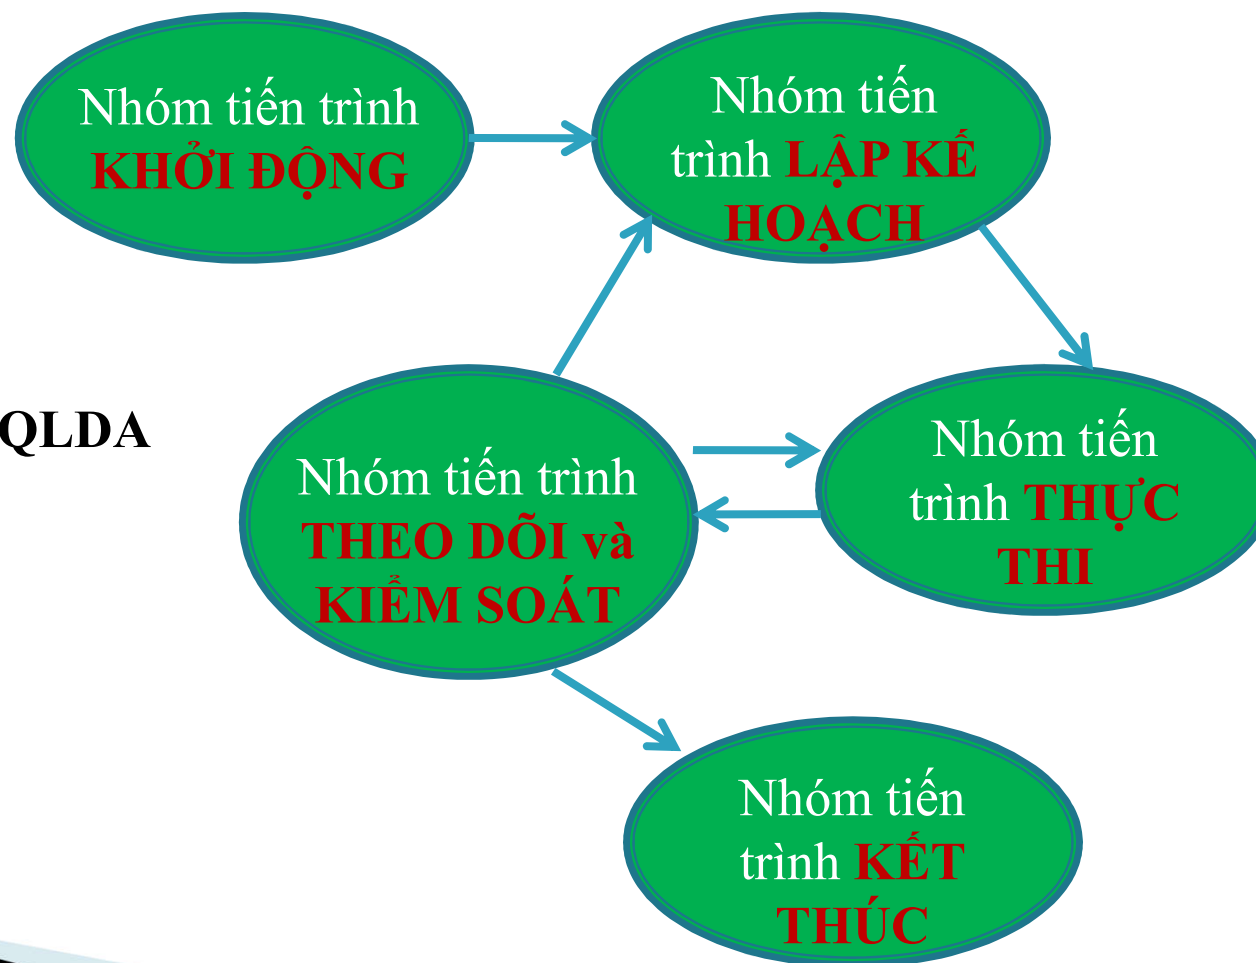 Nhóm tiến trình
KHỞI ĐỘNG
Nhóm tiến
trình LẬP KẾ
HOẠCH
QLDA
Nhóm tiến trình
THEO DÕI và
KIỂM SOÁT
Nhóm tiến
trình THỰC
THI
Nhóm tiến
trình KẾT
THÚC